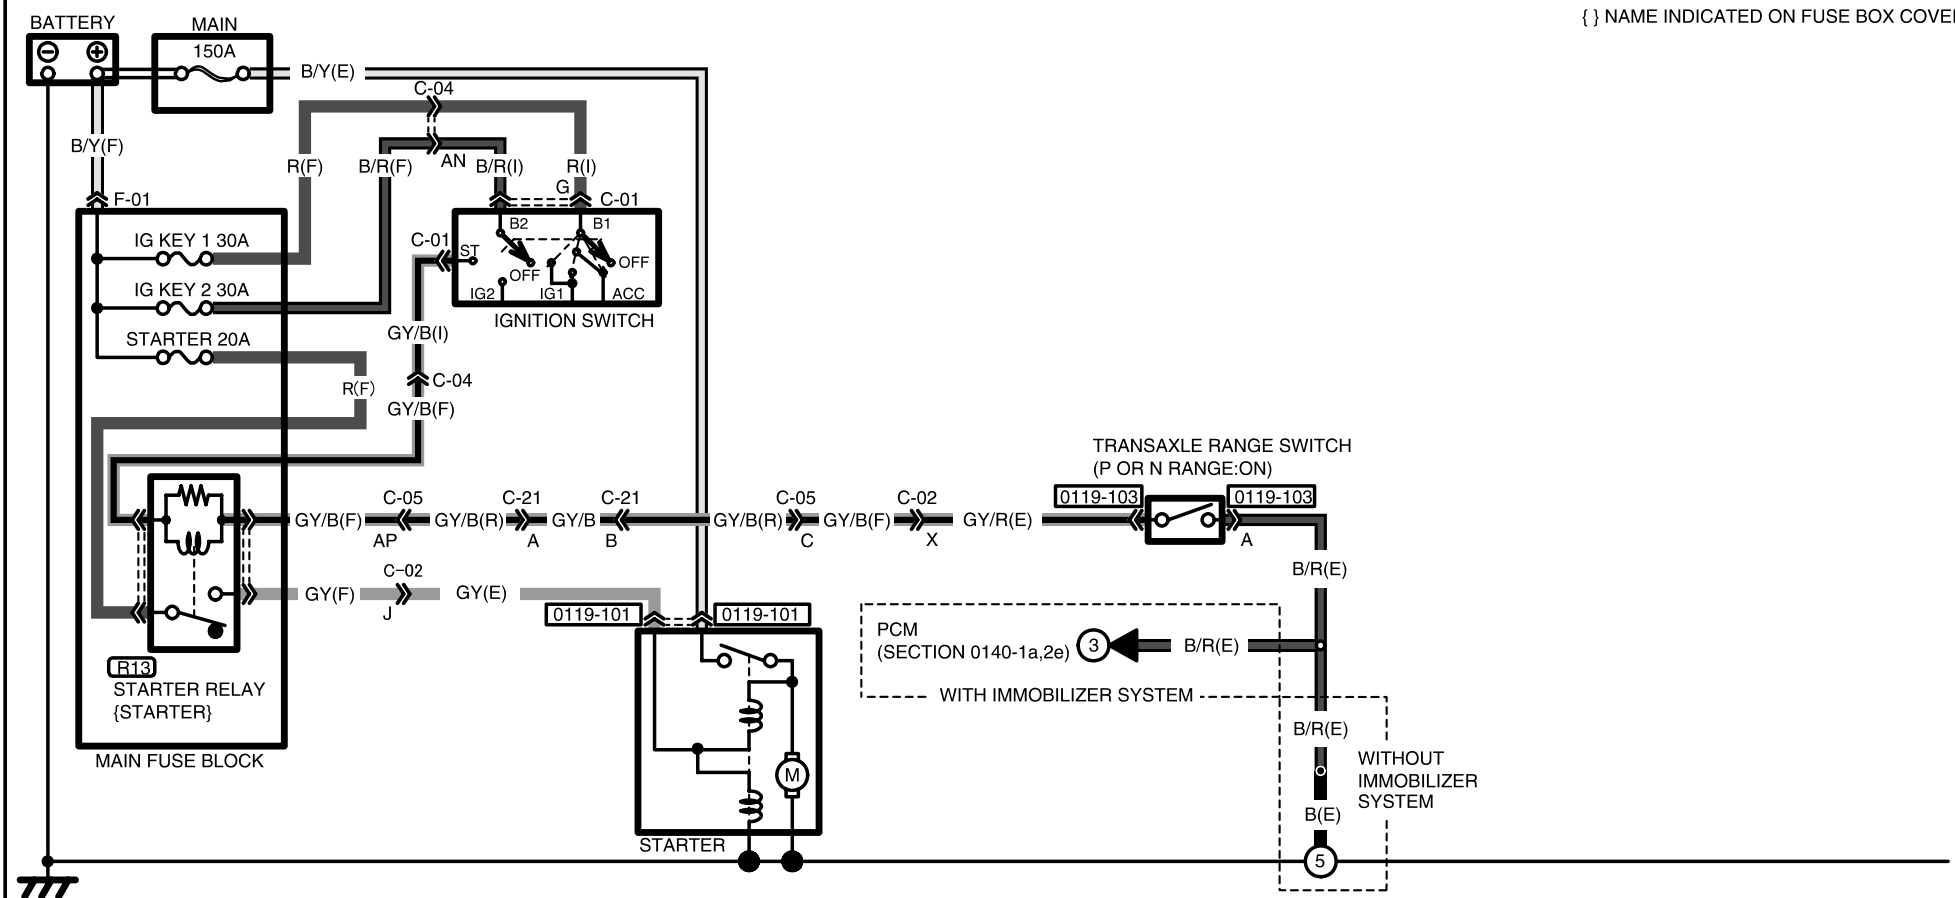 { } NAME INDICATED ON FUSE BOX COVER
BATTERY
MAIN
150A
B/Y(E)
C-04
B/Y(F)
R(F)
B/R(F)
AN
B/R(I)
R(I)
G
C-01
F-01
IG KEY 1 30A
IG KEY 2 30A
STARTER 20A
C-01
ST
B2
B1
OFF
OFF
IG2
IG1
ACC
IGNITION SWITCH
GY/B(I)
C-04
GY/B(F)
R(F)
TRANSAXLE RANGE SWITCH
(P OR N RANGE:ON)
0119-103
0119-103
C-05
C-21
C-21
C-05
C-02
GY/B(F)
GY/B(R)
GY/B
GY/B(R)
GY/B(F)
GY/R(E)
AP
A
B
C
X
A
B/R(E)
C-02
GY(F)
GY(E)
J
0119-101
0119-101
R13
STARTER RELAY
{STARTER}
MAIN FUSE BLOCK
PCM
(SECTION 0140-1a,2e)
3
B/R(E)
WITH IMMOBILIZER SYSTEM
B/R(E)
WITHOUT
IMMOBILIZER
SYSTEM
M
B(E)
STARTER
5